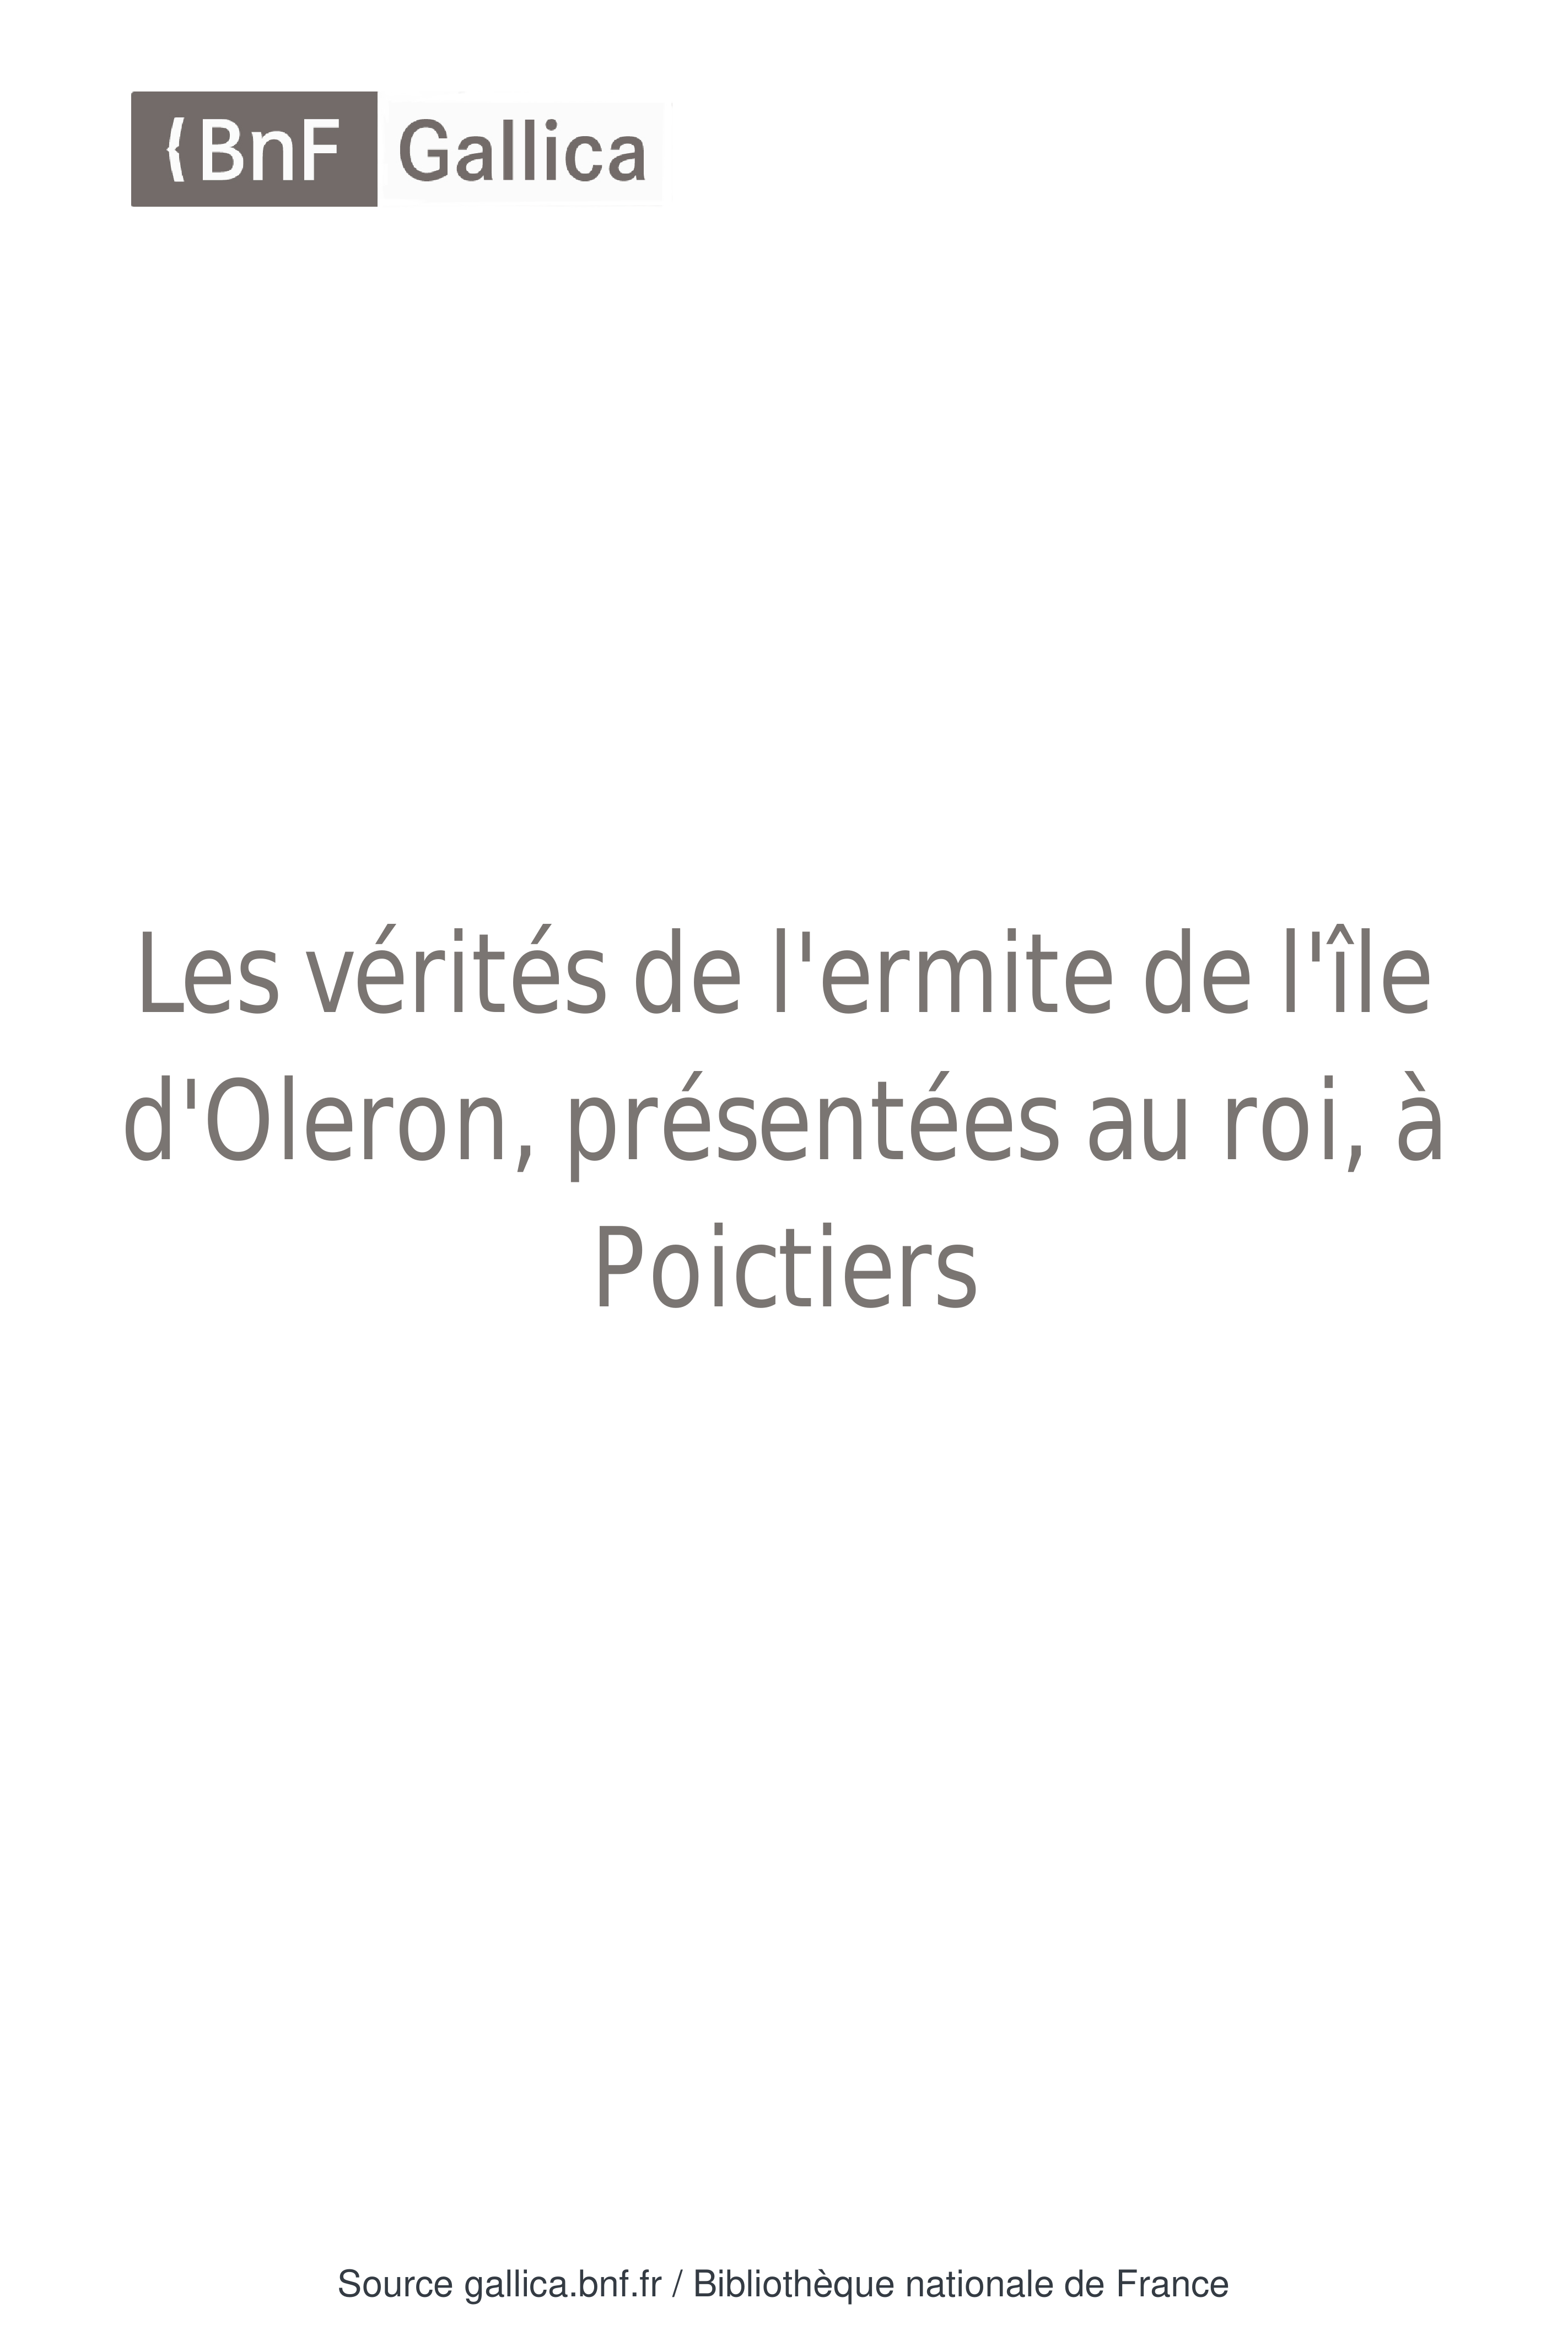 BnF Gallica
Les vérités de l'ermite de l'île
d'Oleron, présentées au roi, à
Poictiers
Source gallica.bnf.fr / Bibliothèque nationale de France